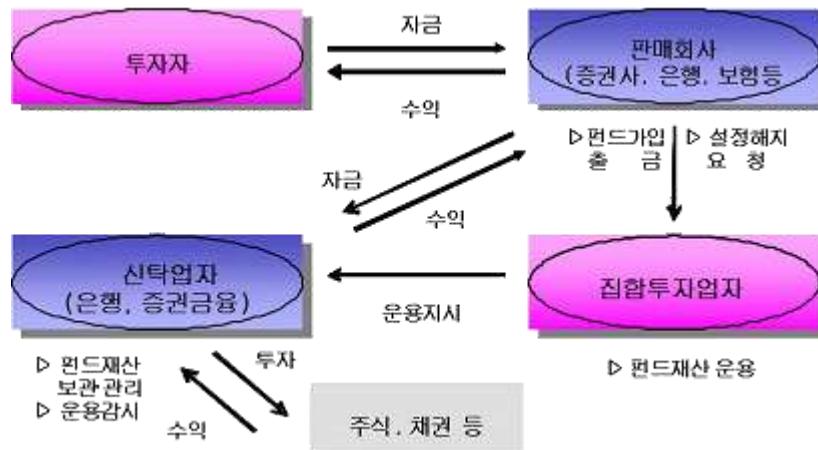 자금
투자자
판매회사
(증권사, 은행, 보험등
수익
▷펀드가입 ▷ 설정해지
출 금 요 청
자금
수익
신탁업자
(은행, 증권금융)
집합투자업자
운용지시
▷ 펀드재산
보관·관리
▷ 운용감시
투자
▷ 펀드재산 운용
수익
주식, 채권 등